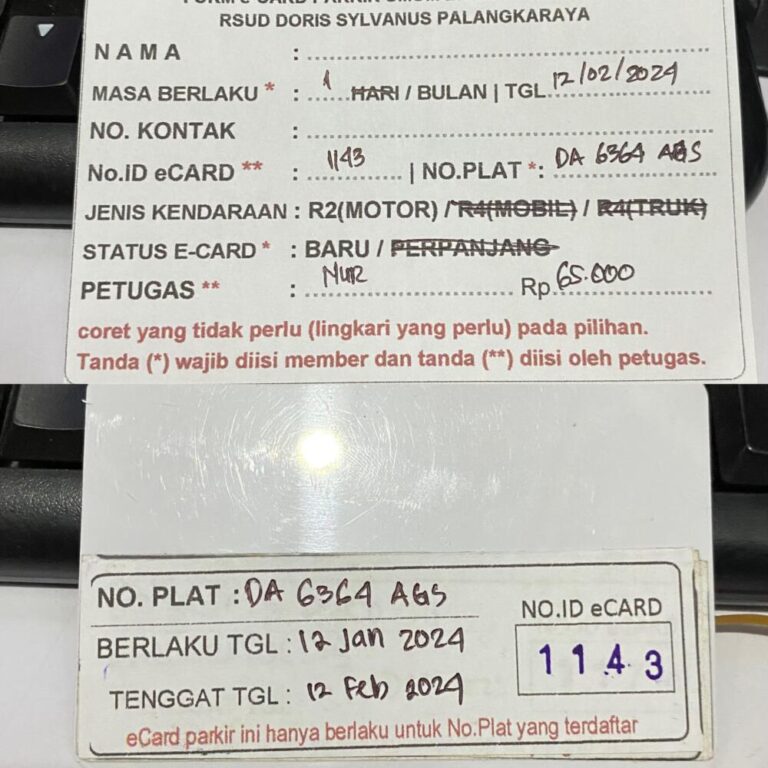 RSUD DORIS SYLVANUS PALANGKARAYA
NAMA :
MASA BERLAKU * : 1 HARI / BULAN | TGL 12/02/2024
NO. KONTAK :
No.iD eCARD ** : 1143 | NO.PLAT *: DA 6364 AGS
JENIS KENDARAAN : R2(MOTOR) / R4(MOBIL) / R4(TRUK)
STATUS E-CARD * : BARU / PERPANJANG
PETUGAS ** : NUR Rp 65.000
coret yang tidak perlu (lingkari yang perlu) pada pilihan.
Tanda (*) wajib diisi member dan tanda (**) diisi oleh petugas.
NO. PLAT : DA 6364 AGS
BERLAKU TGL : 12 Jan 2024
TENGGAT TGL : 12 Feb 2024
NO.ID eCARD
1143
eCard parkir ini hanya berlaku untuk No.Plat yang terdaftar